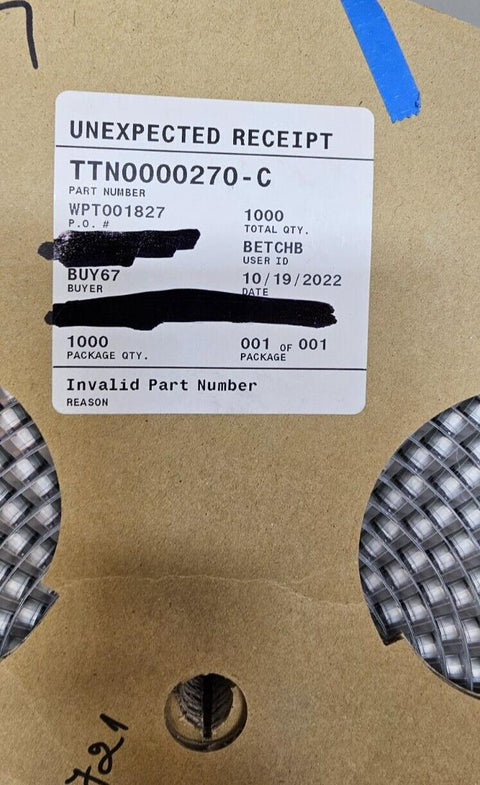 UNEXPECTED RECEIPT
TTN0000270-C
PART NUMBER
WPT001827
P.O. #
1000
TOTAL QTY.
BETCHB
USER ID
BUY67
BUYER
10/19/2022
DATE
1000
PACKAGE QTY.
001 OF 001
PACKAGE
Invalid Part Number
REASON
721